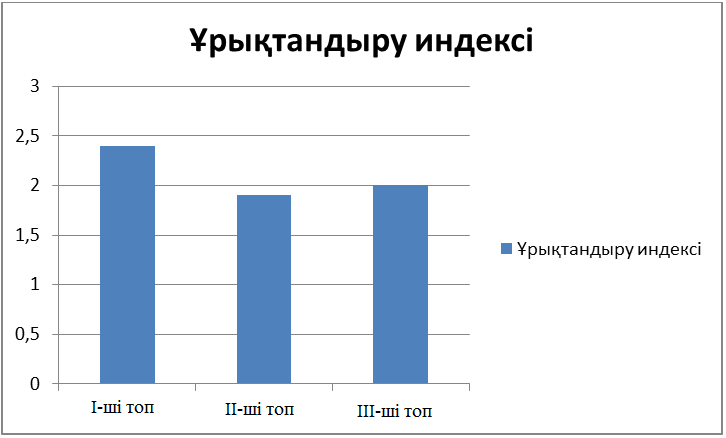 Ұрықтандыру индексі
3
2,5
2
1,5
1
0,5
0
І-ші топ
ІІ-ші топ
ІІІ-ші топ
Ұрықтандыру индексі